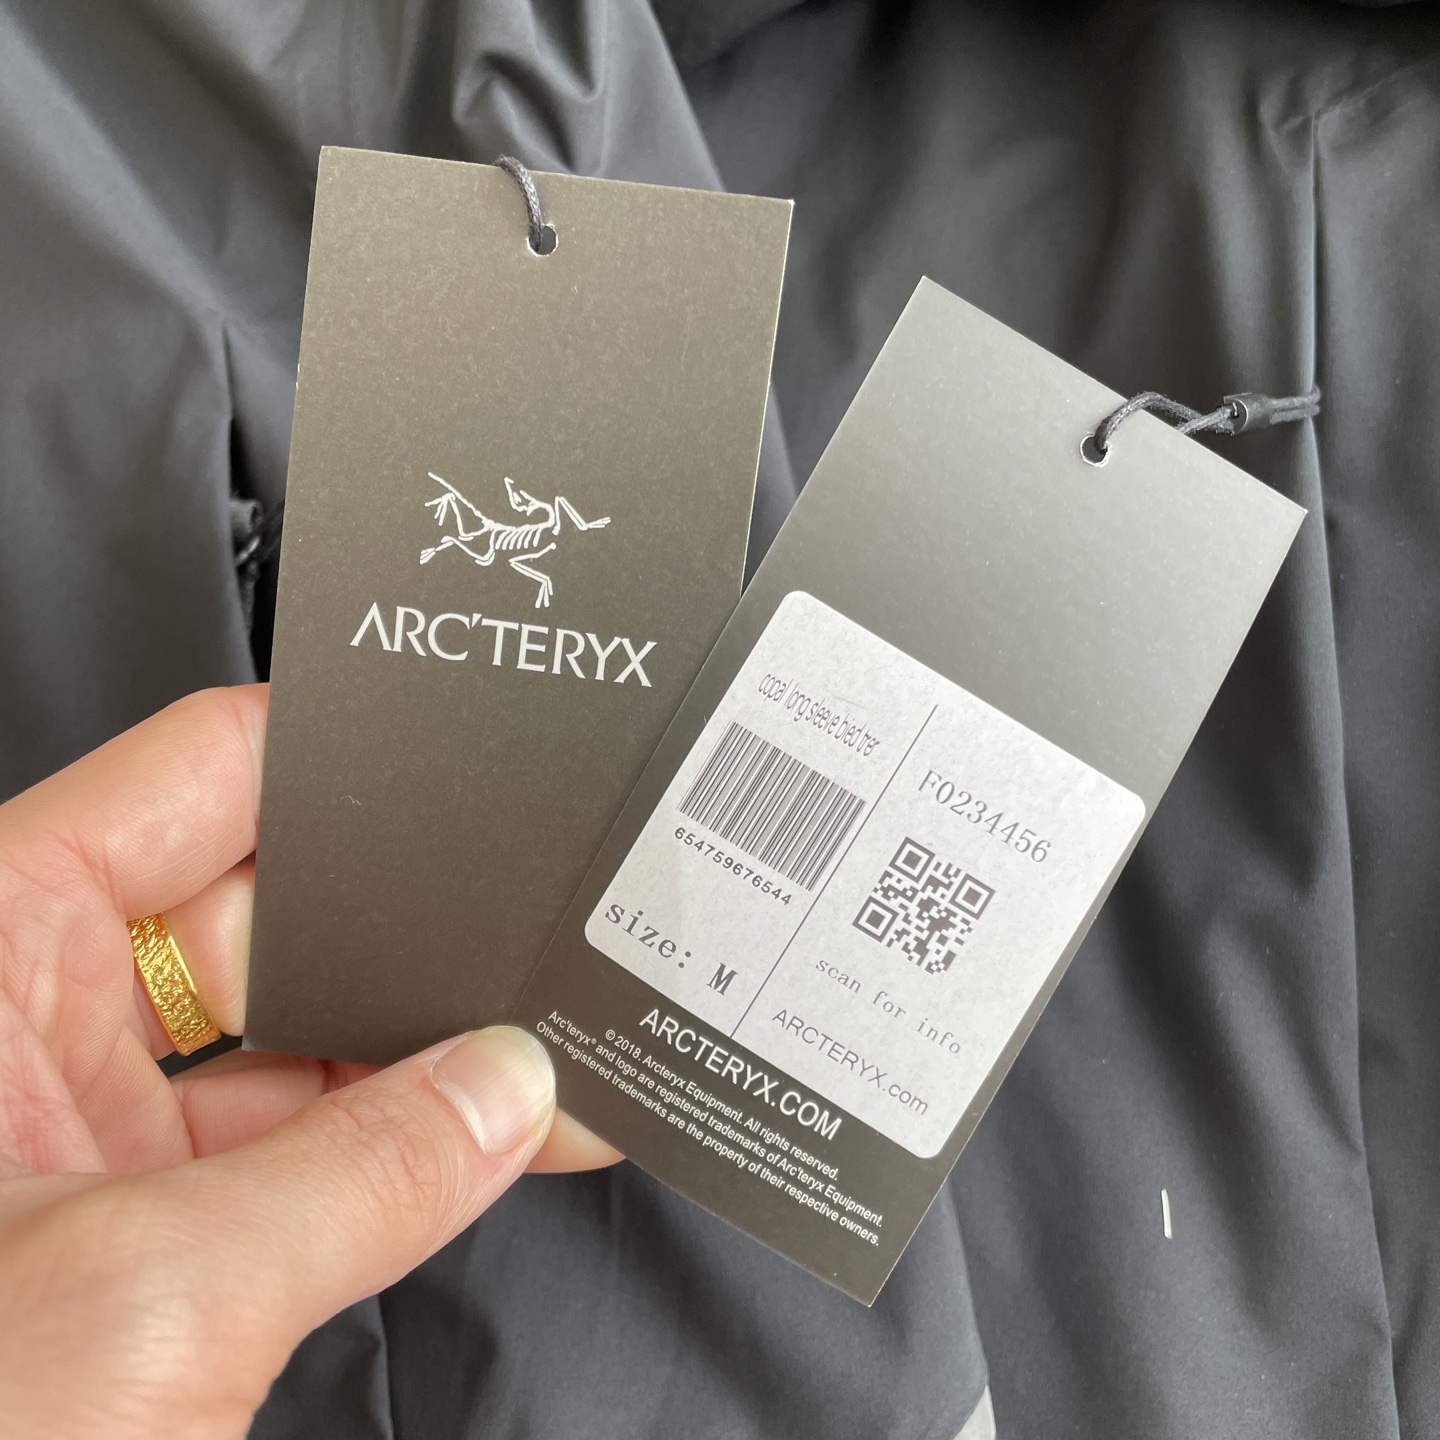 ARC'TERYX
copal long sleeve bled trer
654759676544
size: M
F0234456
scan for info
ARCTERYX.com
ARCTERYX.COM
© 2018. Arcteryx Equipment. All rights reserved.
Arc'teryx® and logo are registered trademarks of Arc'teryx Equipment.
Other registered trademarks are the property of their respective owners.